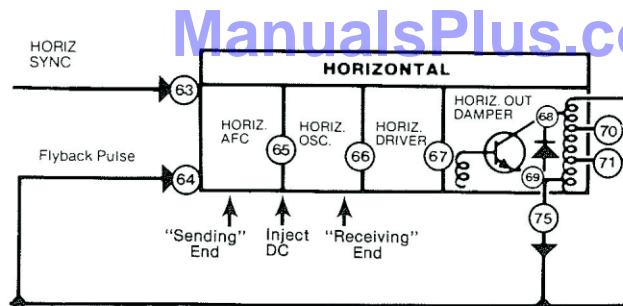 ManualsPlus.co
HORIZ
SYNC
HORIZONTAL
63
HORIZ.
AFC
65
HORIZ.
OSC.
66
HORIZ.
DRIVER
67
HORIZ. OUT
DAMPER
68
70
71
69
Flyback Pulse
64
75
"Sending"
End
Inject
DC
"Receiving"
End